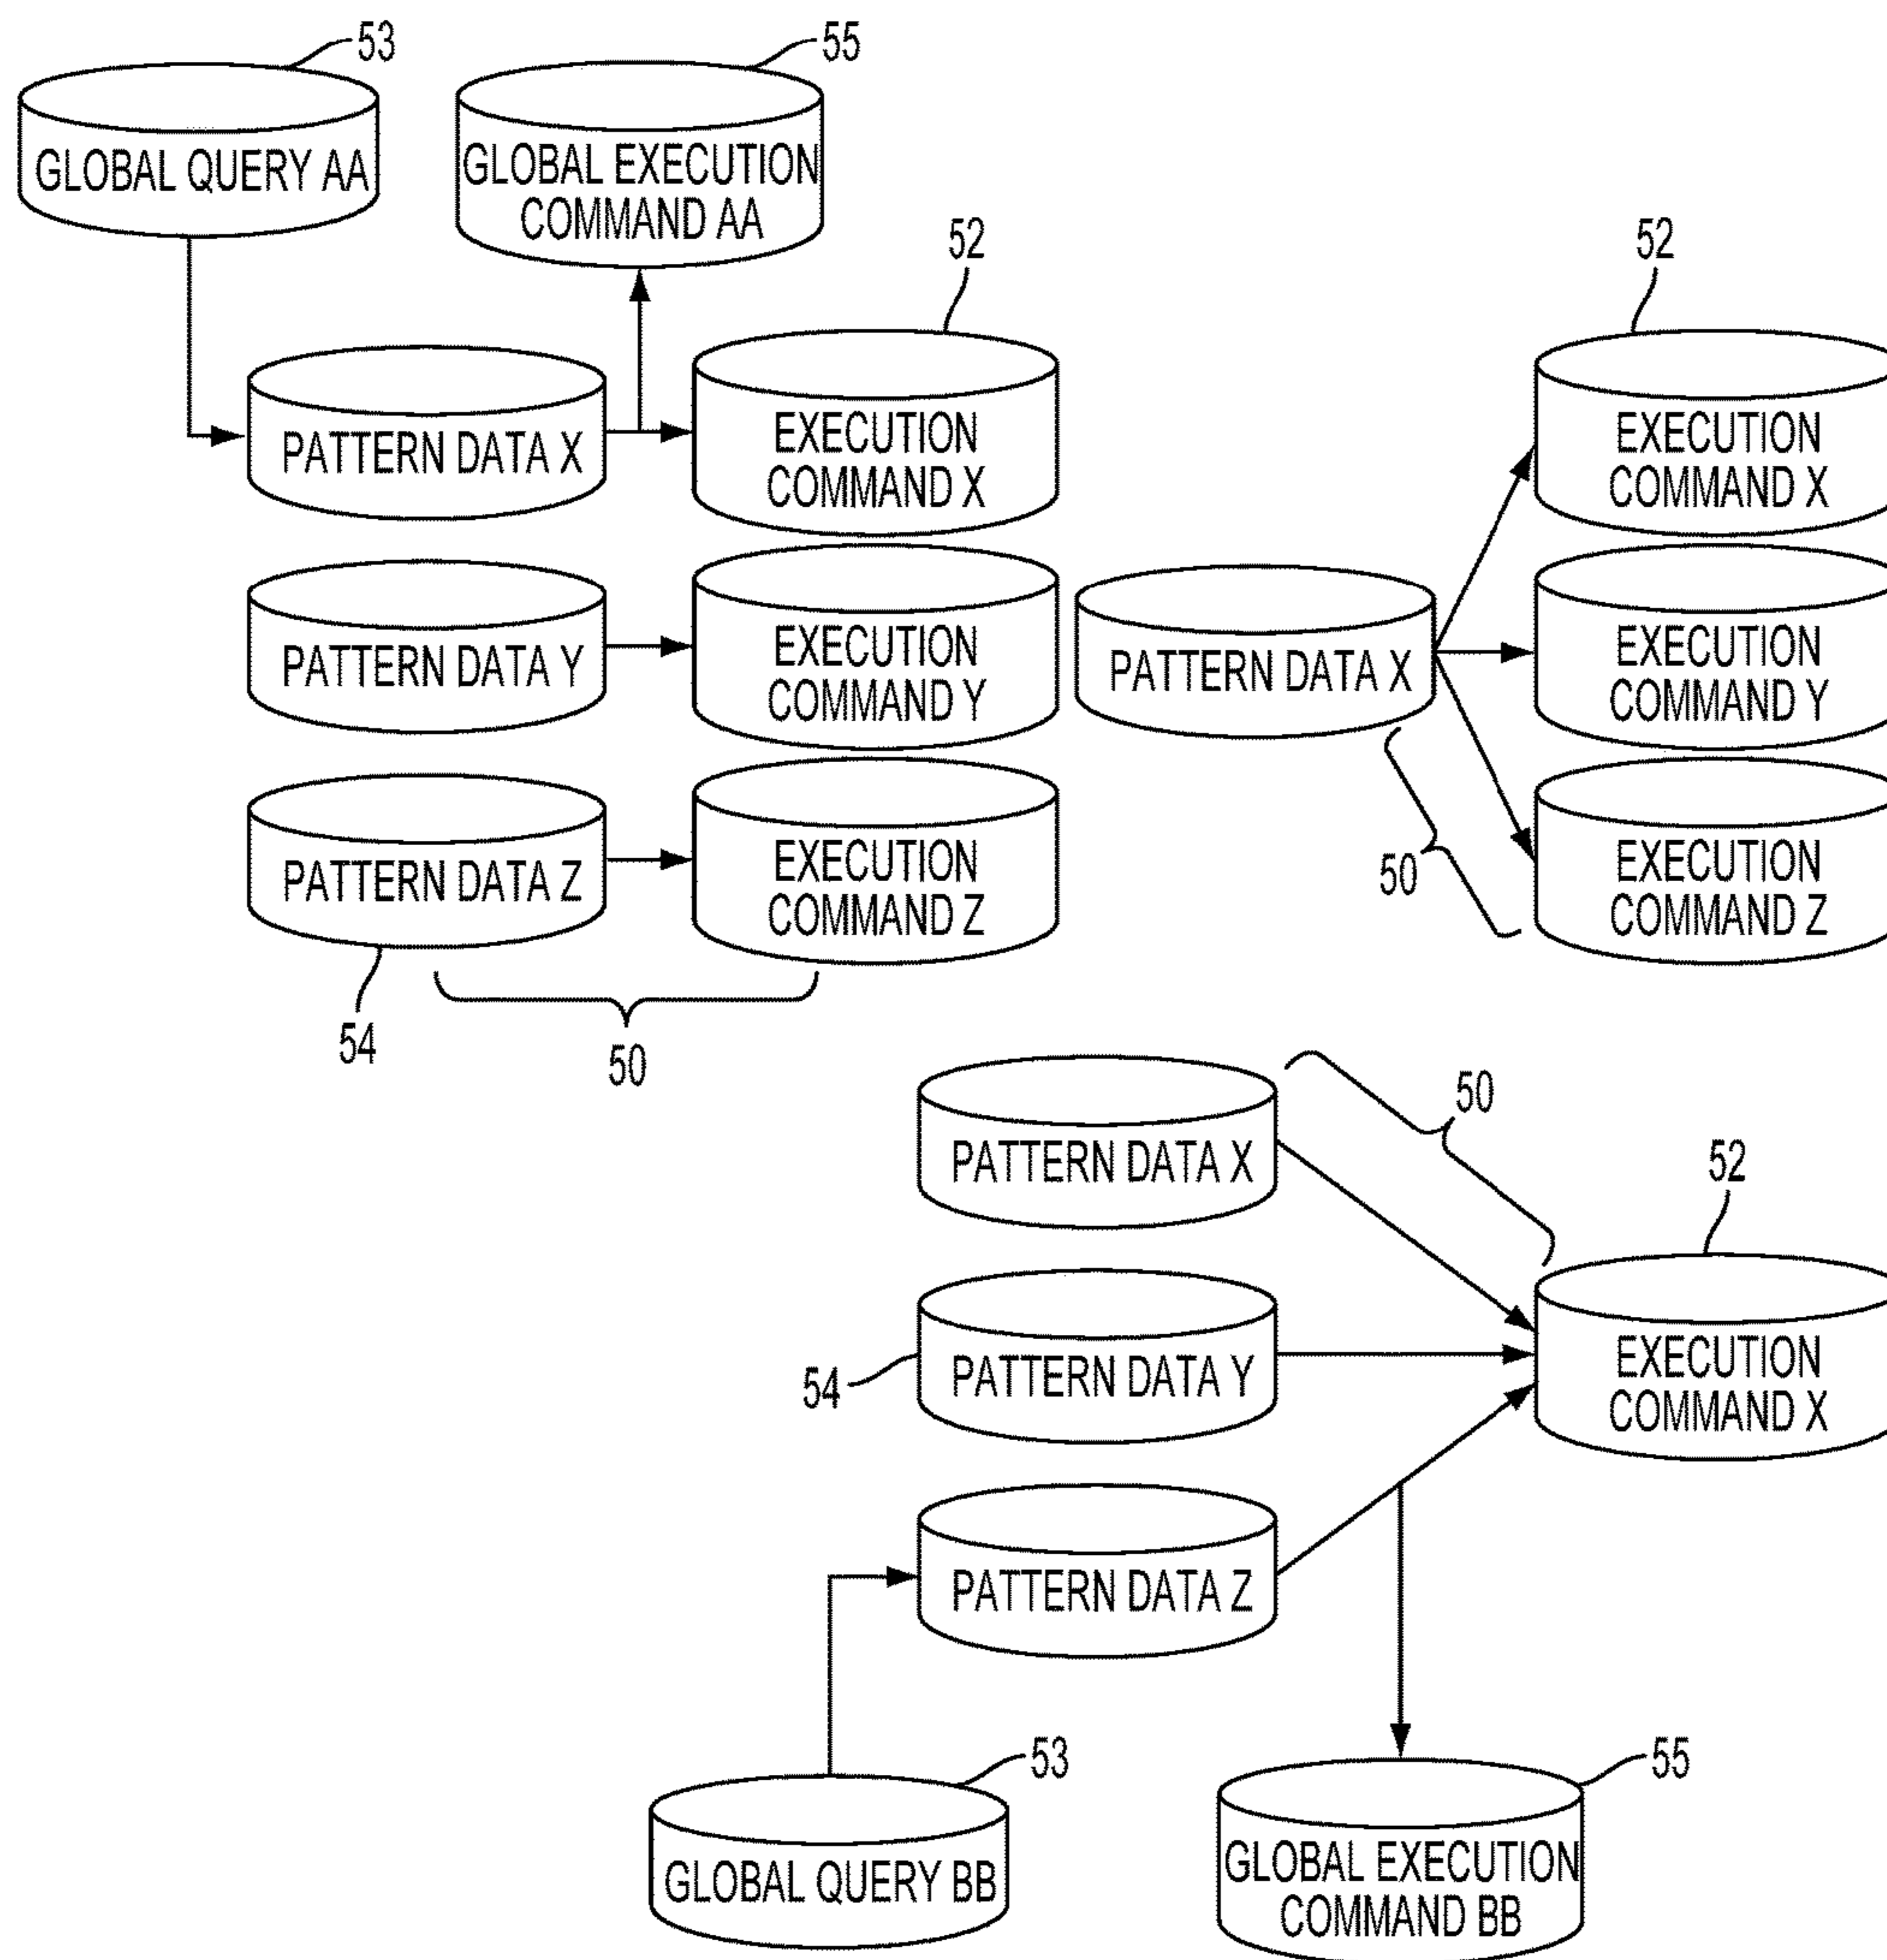 53
55
GLOBAL QUERY AA
GLOBAL EXECUTION
COMMAND AA
52
52
PATTERN DATA X
EXECUTION
COMMAND X
EXECUTION
COMMAND X
PATTERN DATA Y
EXECUTION
COMMAND Y
PATTERN DATA X
EXECUTION
COMMAND Y
PATTERN DATA Z
EXECUTION
COMMAND Z
50
EXECUTION
COMMAND Z
54
50
PATTERN DATA X
50
52
54
PATTERN DATA Y
EXECUTION
COMMAND X
PATTERN DATA Z
53
55
GLOBAL QUERY BB
GLOBAL EXECUTION
COMMAND BB